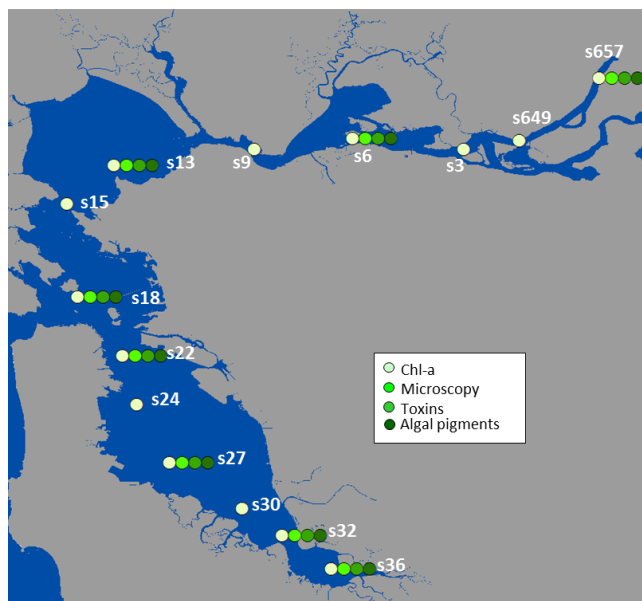 s657
s649
s13
s9
s6
s3
s15
s18
s22
s24
s27
s30
s32
s36
Chl-a
Microscopy
Toxins
Algal pigments